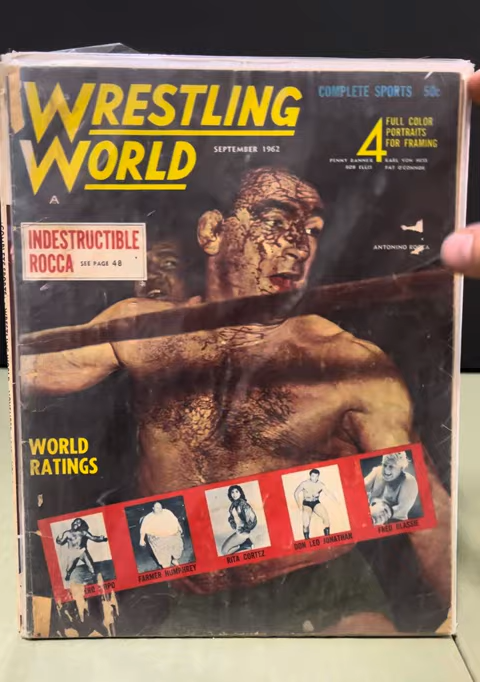 WRESTLING
WORLD
SEPTEMBER 1962
COMPLETE SPORTS 50c
4 FULL COLOR
PORTRAITS
FOR FRAMING
PENNY BANNER KARL VON HESS
BOB ELLIS PAT O'CONNOR
A
INDESTRUCTIBLE
ROCCA SEE PAGE 48
ANTONINO ROCCA
WORLD
RATINGS
FARMER HUMPHREY
RITA CORTEZ
DON LEO JONATHAN
FRED BLASSIE